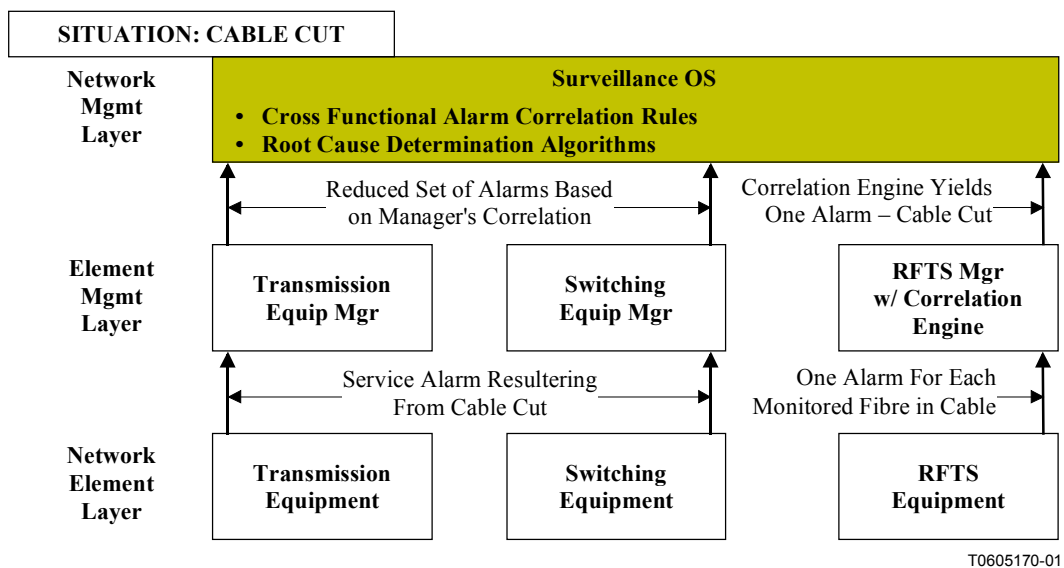 SITUATION: CABLE CUT
Network
Mgmt
Layer
Surveillance OS
• Cross Functional Alarm Correlation Rules
• Root Cause Determination Algorithms
Reduced Set of Alarms Based
on Manager's Correlation
Correlation Engine Yields
One Alarm – Cable Cut
Element
Mgmt
Layer
Transmission
Equip Mgr
Switching
Equip Mgr
RFTS Mgr
w/ Correlation
Engine
Service Alarm Resultering
From Cable Cut
One Alarm For Each
Monitored Fibre in Cable
Network
Element
Layer
Transmission
Equipment
Switching
Equipment
RFTS
Equipment
T0605170-01